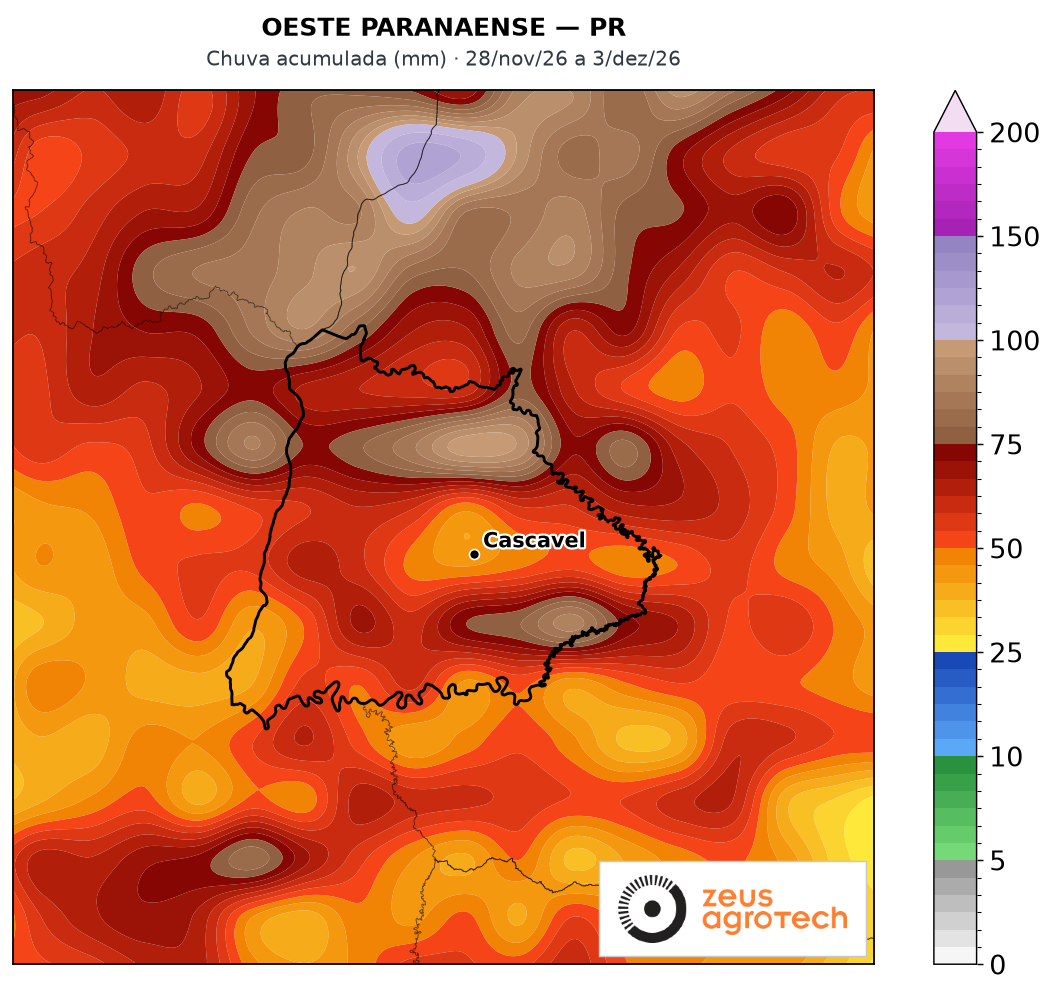 OESTE PARANAENSE — PR
Chuva acumulada (mm) · 28/nov/26 a 3/dez/26
200
150
100
75
50
25
10
5
0
Cascavel
zeus
agrotech